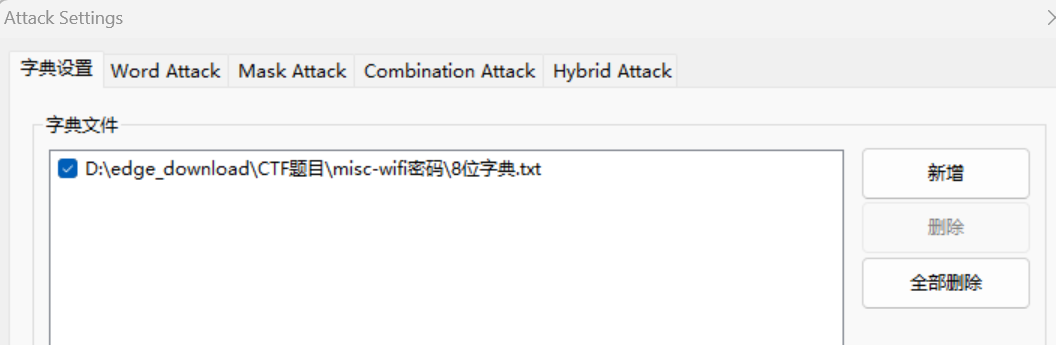 Attack Settings
字典设置 Word Attack Mask Attack Combination Attack Hybrid Attack
字典文件
D:\edge_download\CTF题目\misc-wifi密码\8位字典.txt
新增
删除
全部删除